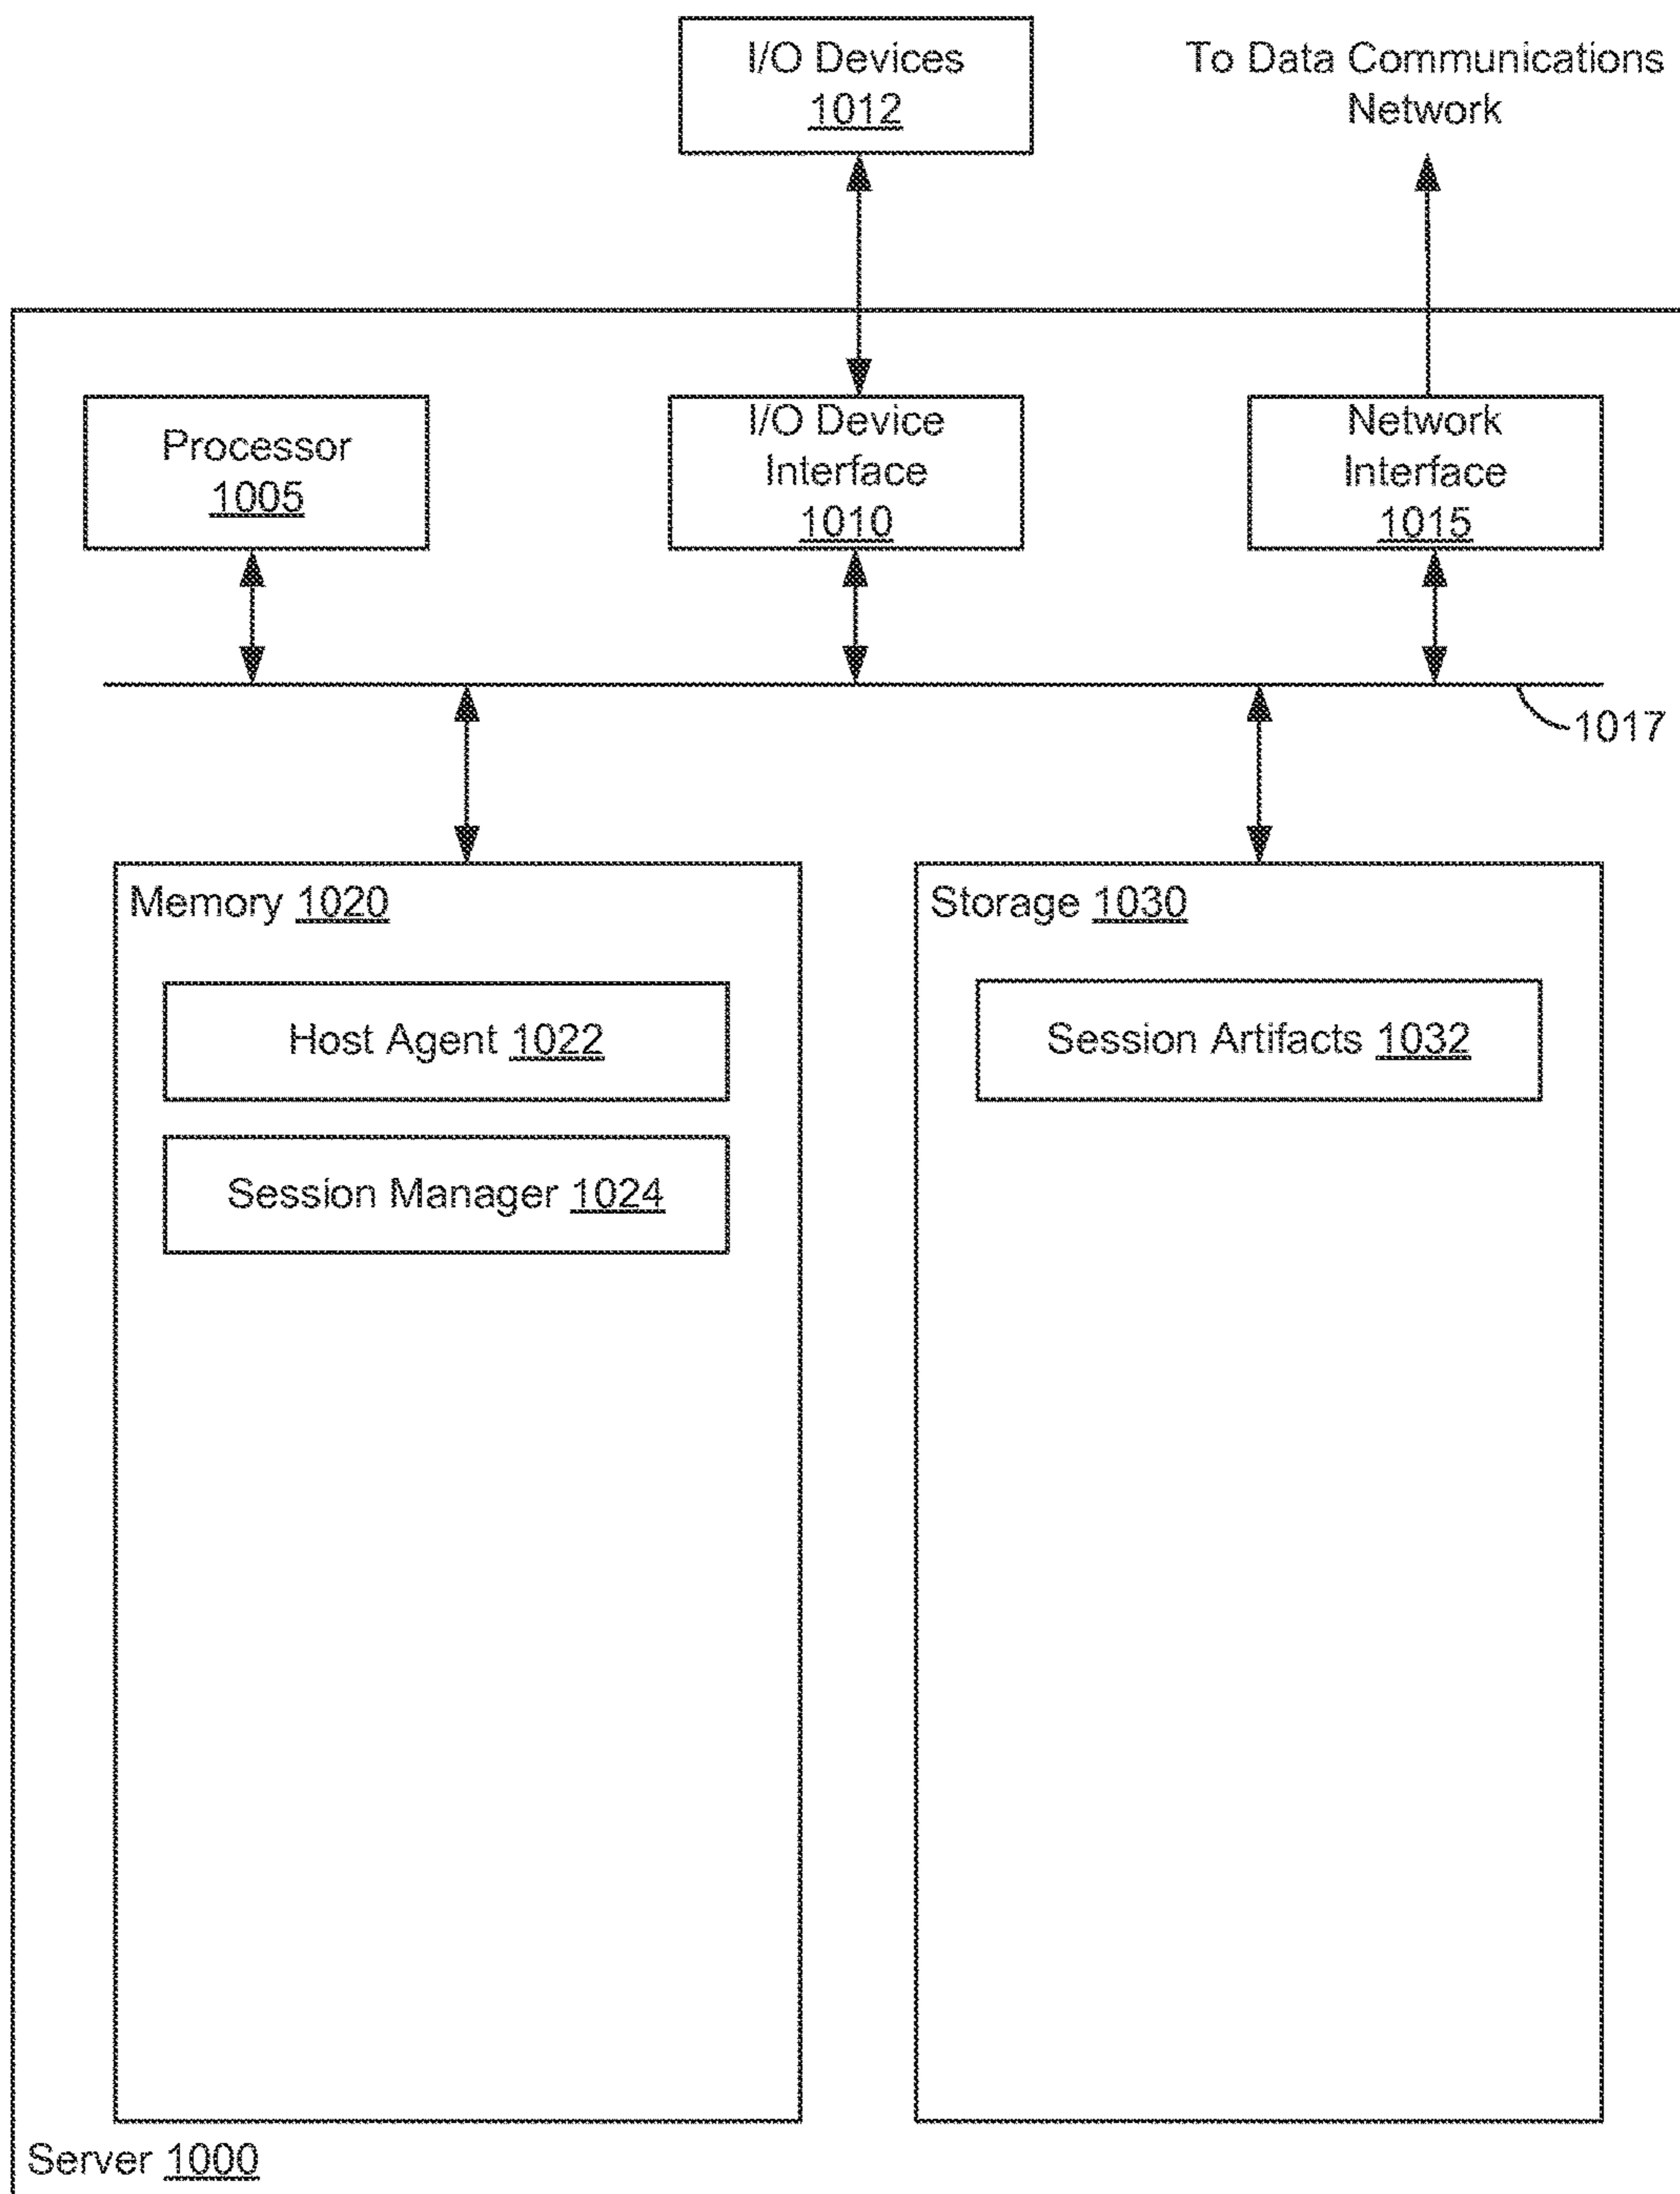 I/O Devices
1012
To Data Communications
Network
Processor
1005
I/O Device
Interface
1010
Network
Interface
1015
1017
Memory 1020
Storage 1030
Host Agent 1022
Session Artifacts 1032
Session Manager 1024
Server 1000